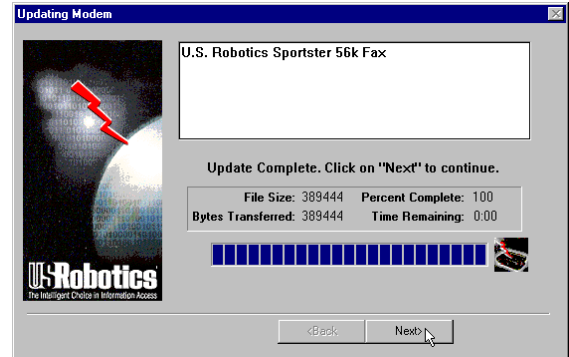 Updating Modem
U.S. Robotics Sportster 56k Fax
Update Complete. Click on "Next" to continue.
File Size: 389444 Percent Complete: 100
Bytes Transferred: 389444 Time Remaining: 0:00
USRobotics
The Intelligent Choice in Information Access
<Back
Next>